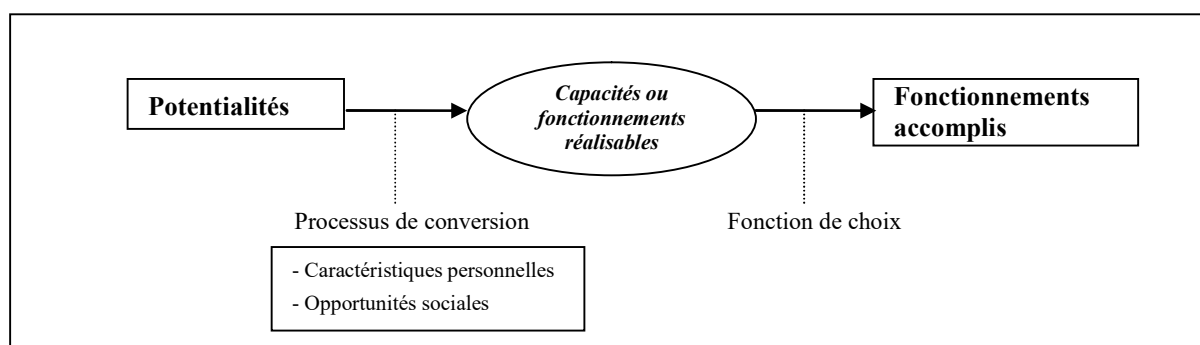 Potentialités
Capacités ou
fonctionnements
réalisables
Fonctionnements
accomplis
Processus de conversion
Fonction de choix
- Caractéristiques personnelles
- Opportunités sociales